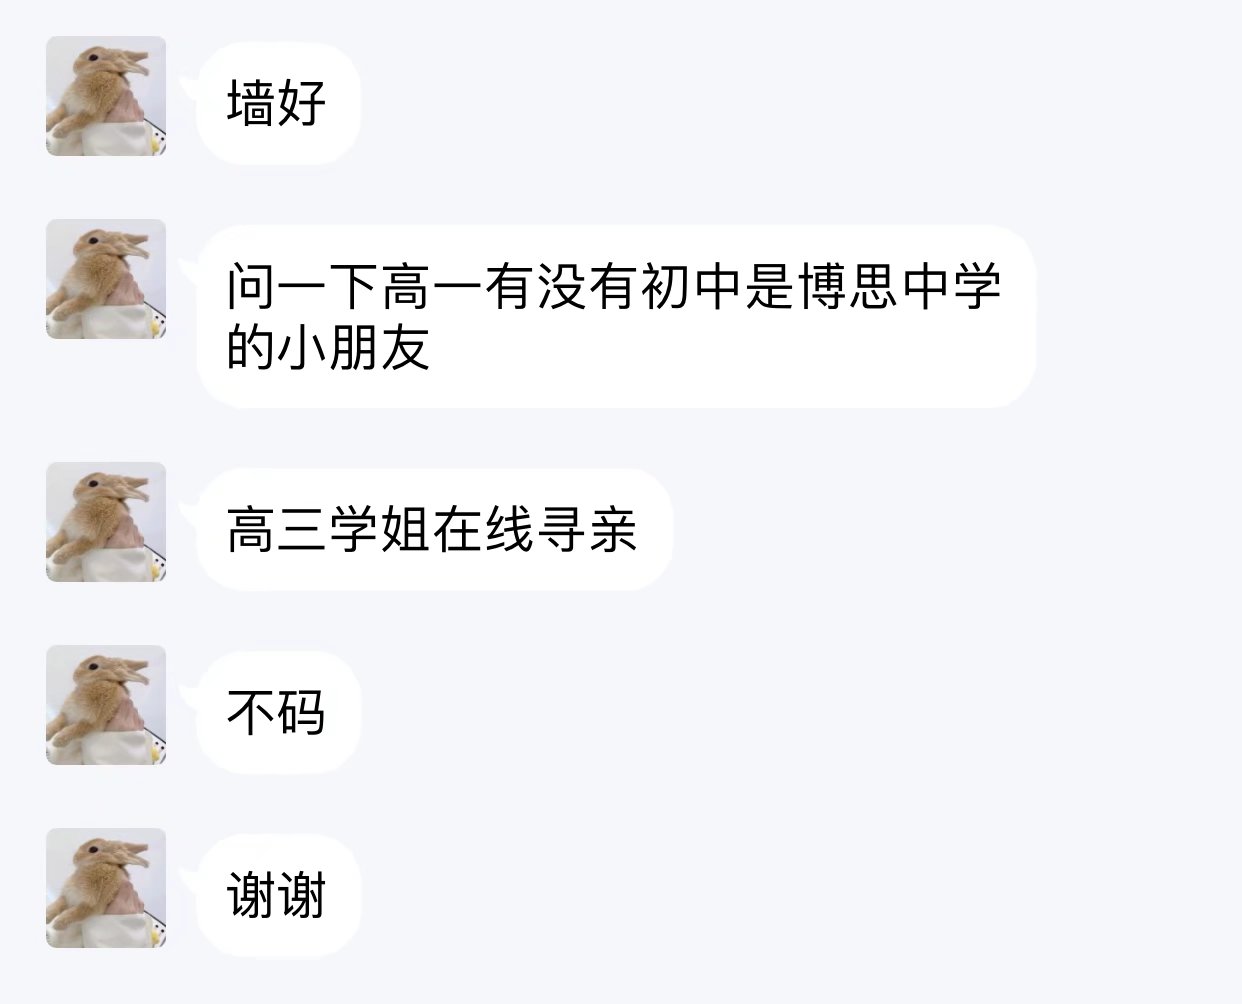 墙好
问一下高一有没有初中是博思中学
的小朋友
高三学姐在线寻亲
不码
谢谢